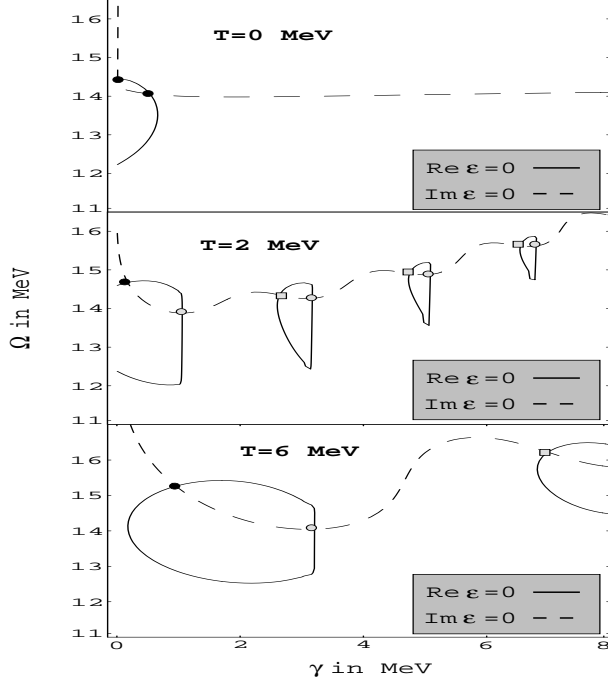 Ω in MeV
16
15
14
13
12
11
T=0 MeV
Re ε=0
Im ε=0
16
15
14
13
12
11
T=2 MeV
Re ε=0
Im ε=0
16
15
14
13
12
11
T=6 MeV
Re ε=0
Im ε=0
0 2 4 6 8
γ in MeV